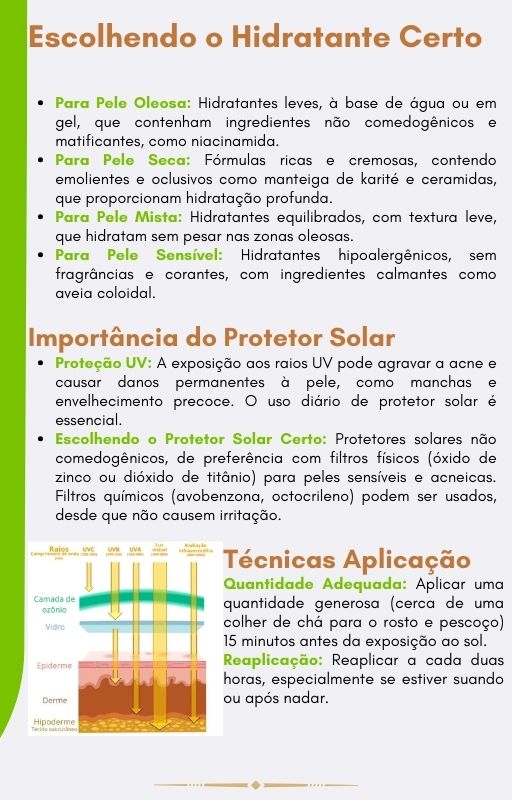 Escolhendo o Hidratante Certo
Para Pele Oleosa: Hidratantes leves, à base de água ou em
gel, que contenham ingredientes não comedogênicos e
matificantes, como niacinamida.
Para Pele Seca: Fórmulas ricas e cremosas, contendo
emolientes e oclusivos como manteiga de karité e ceramidas,
que proporcionam hidratação profunda.
Para Pele Mista: Hidratantes equilibrados, com textura leve,
que hidratam sem pesar nas zonas oleosas.
Para Pele Sensível: Hidratantes hipoalergênicos, sem
fragrâncias e corantes, com ingredientes calmantes como
aveia coloidal.
Importância do Protetor Solar
Proteção UV: A exposição aos raios UV pode agravar a acne e
causar danos permanentes à pele, como manchas e
envelhecimento precoce. O uso diário de protetor solar é
essencial.
Escolhendo o Protetor Solar Certo: Protetores solares não
comedogênicos, de preferência com filtros físicos (óxido de
zinco ou dióxido de titânio) para peles sensíveis e acneicas.
Filtros químicos (avobenzona, octocrileno) podem ser usados,
desde que não causem irritação.
Raios UVC UVB UVA Luz visível Radiação infravermelha
Camada de
ozônio
Vidro
Epiderme
Derme
Hipoderme
Tecido subcutâneo
Técnicas Aplicação
Quantidade Adequada: Aplicar uma
quantidade generosa (cerca de uma
colher de chá para o rosto e pescoço)
15 minutos antes da exposição ao sol.
Reaplicação: Reaplicar a cada duas
horas, especialmente se estiver suando
ou após nadar.